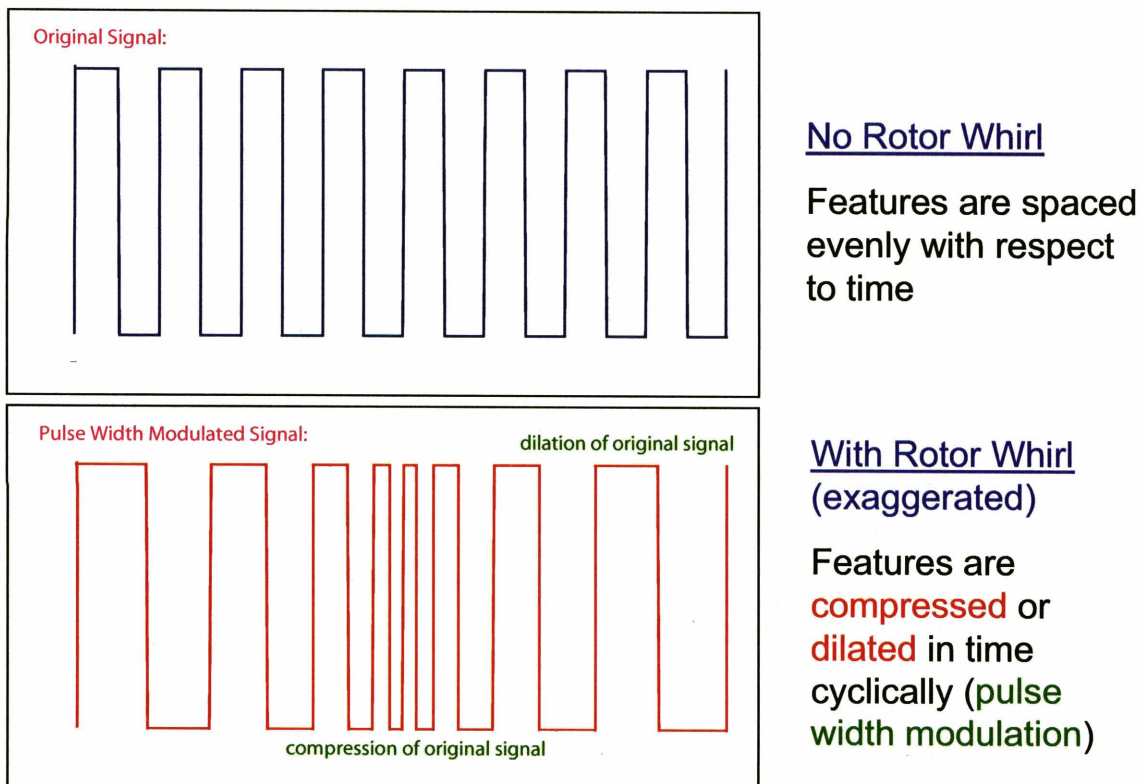 Original Signal:
No Rotor Whirl
Features are spaced
evenly with respect
to time
Pulse Width Modulated Signal:
dilation of original signal
compression of original signal
With Rotor Whirl
(exaggerated)
Features are
compressed or
dilated in time
cyclically (pulse
width modulation)